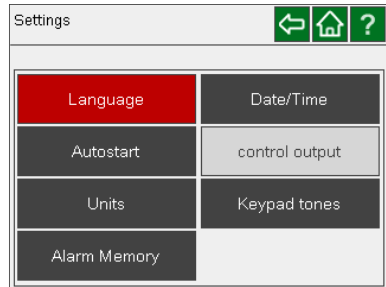 Settings
?
Language
Date/Time
Autostart
control output
Units
Keypad tones
Alarm Memory